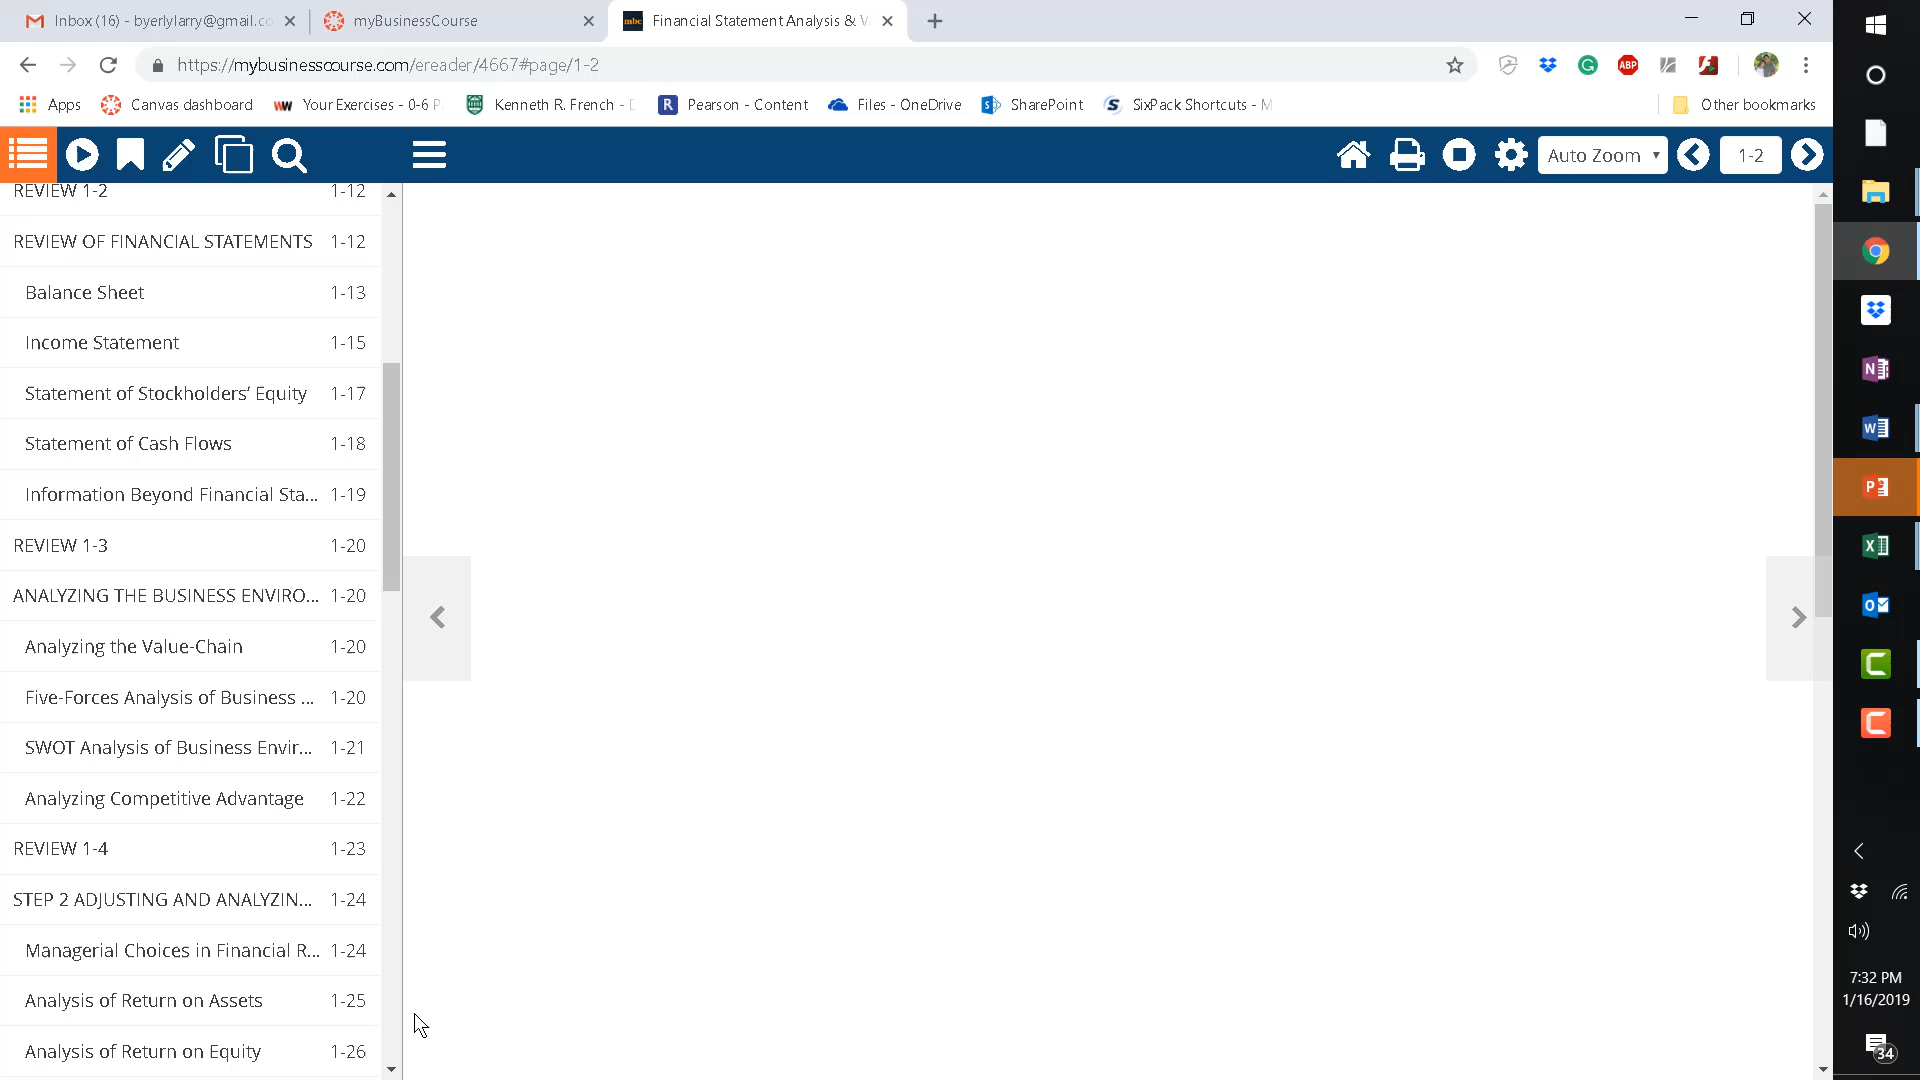 Inbox (16) - byerlylarry@gmail.co
myBusinessCourse
mbc Financial Statement Analysis & V
https://mybusinesscourse.com/ereader/4667#page/1-2
ABP
Apps
Canvas dashboard
Your Exercises - 0-6 P
Kenneth R. French - D
R Pearson - Content
Files - OneDrive
SharePoint
SixPack Shortcuts - M
Other bookmarks
Auto Zoom
1-2
REVIEW 1-2 1-12
REVIEW OF FINANCIAL STATEMENTS 1-12
Balance Sheet 1-13
Income Statement 1-15
Statement of Stockholders’ Equity 1-17
Statement of Cash Flows 1-18
Information Beyond Financial Sta... 1-19
REVIEW 1-3 1-20
ANALYZING THE BUSINESS ENVIRO... 1-20
Analyzing the Value-Chain 1-20
Five-Forces Analysis of Business ... 1-20
SWOT Analysis of Business Envir... 1-21
Analyzing Competitive Advantage 1-22
REVIEW 1-4 1-23
STEP 2 ADJUSTING AND ANALYZIN... 1-24
Managerial Choices in Financial R... 1-24
Analysis of Return on Assets 1-25
Analysis of Return on Equity 1-26
7:32 PM
1/16/2019
34